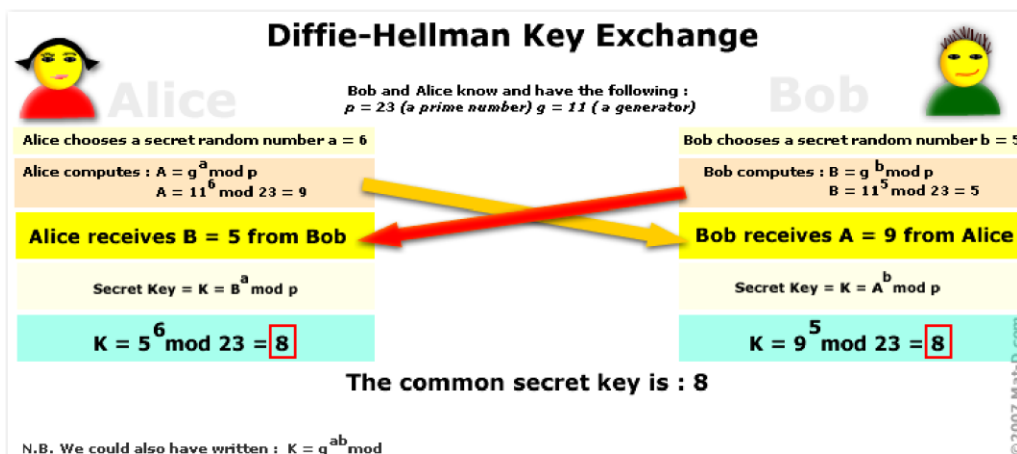 Diffie-Hellman Key Exchange
Alice
Bob
Bob and Alice know and have the following :
p = 23 (a prime number) g = 11 ( a generator)
Alice chooses a secret random number a = 6
Bob chooses a secret random number b = 5
Alice computes : A = g^a mod p
A = 11^6 mod 23 = 9
Bob computes : B = g^b mod p
B = 11^5 mod 23 = 5
Alice receives B = 5 from Bob
Bob receives A = 9 from Alice
Secret Key = K = B^a mod p
Secret Key = K = A^b mod p
K = 5^6 mod 23 = 8
K = 9^5 mod 23 = 8
The common secret key is : 8
N.B. We could also have written : K = g^ab mod
©2007 Mat-D.com